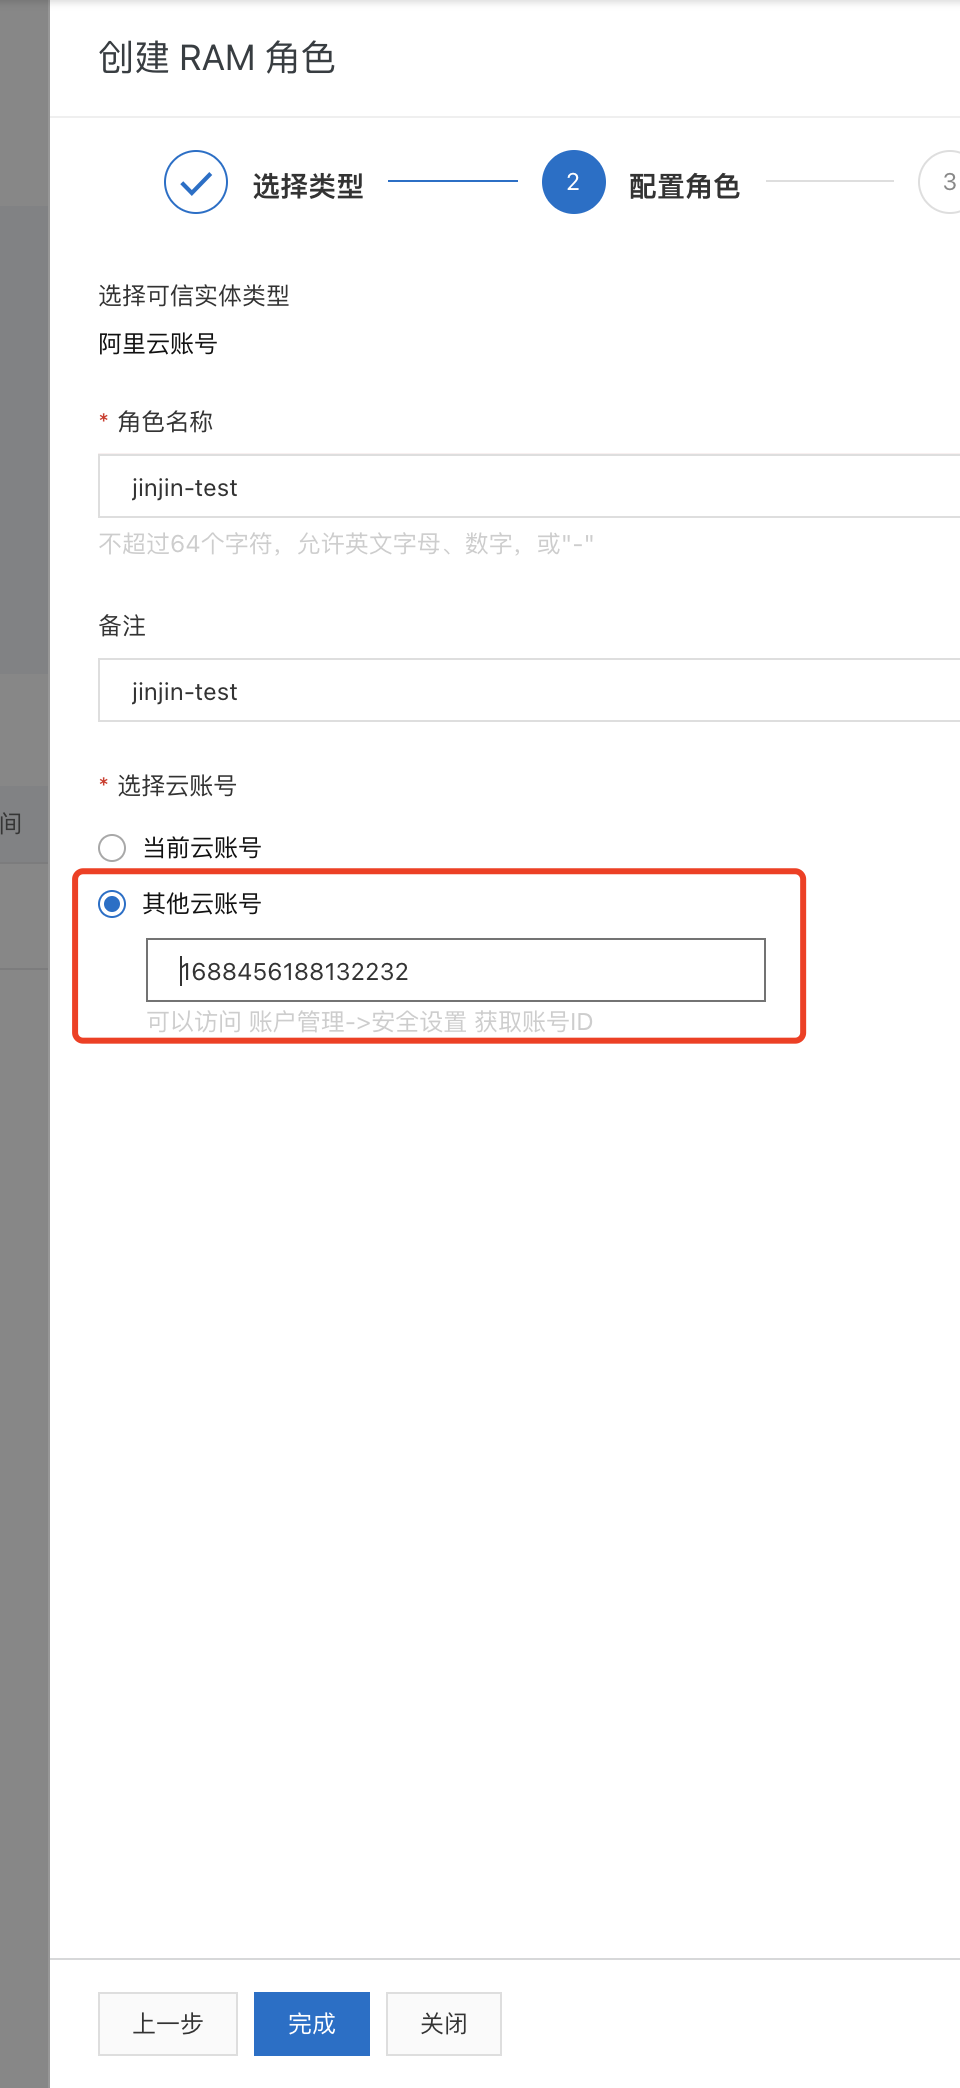 创建 RAM 角色
选择类型
2
配置角色
3
选择可信实体类型
阿里云账号
* 角色名称
jinjin-test
不超过64个字符，允许英文字母、数字，或"-"
备注
jinjin-test
* 选择云账号
间
当前云账号
其他云账号
1688456188132232
可以访问 账户管理->安全设置 获取账号ID
上一步
完成
关闭